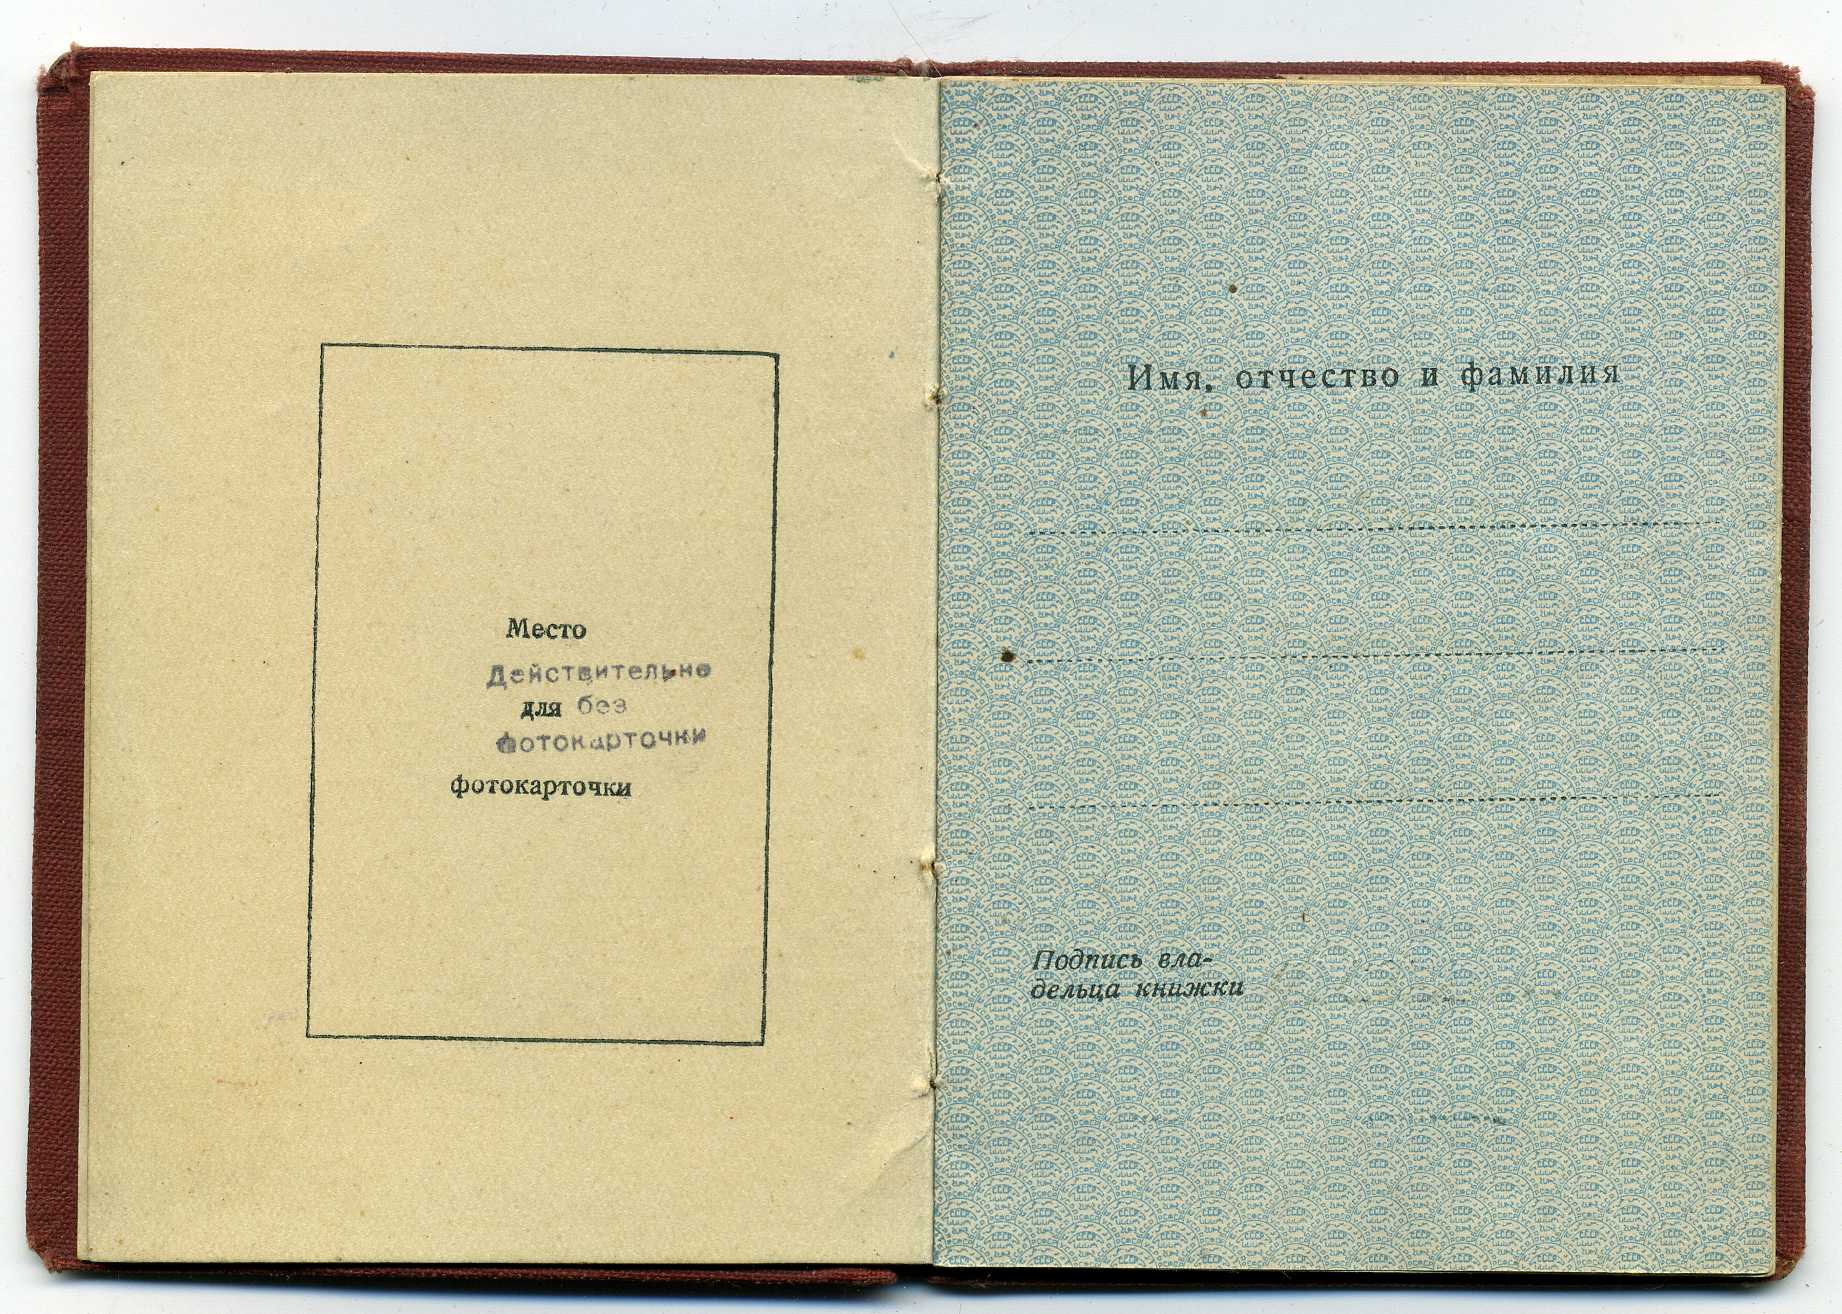 Место
Действительно
для без
фотокарточки
фотокарточки
Имя, отчество и фамилия
Подпись вла-
дельца книжки